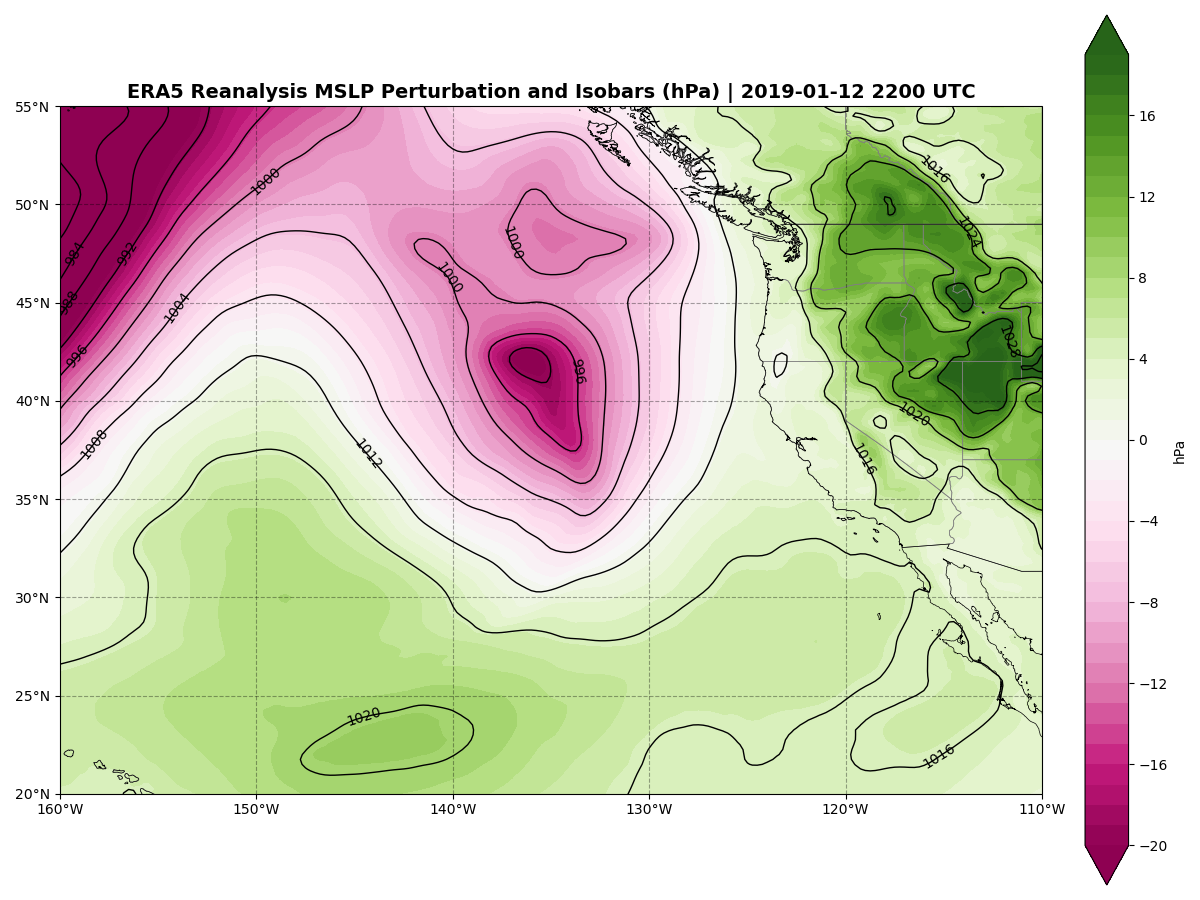 ERA5 Reanalysis MSLP Perturbation and Isobars (hPa) | 2019-01-12 2200 UTC
55°N
50°N
45°N
40°N
35°N
30°N
25°N
20°N
160°W
150°W
140°W
130°W
120°W
110°W
984
988
992
996
1000
1004
1008
1012
1000
1000
996
1016
1024
1028
1020
1016
1020
1016
16
12
8
4
0
−4
−8
−12
−16
−20
hPa